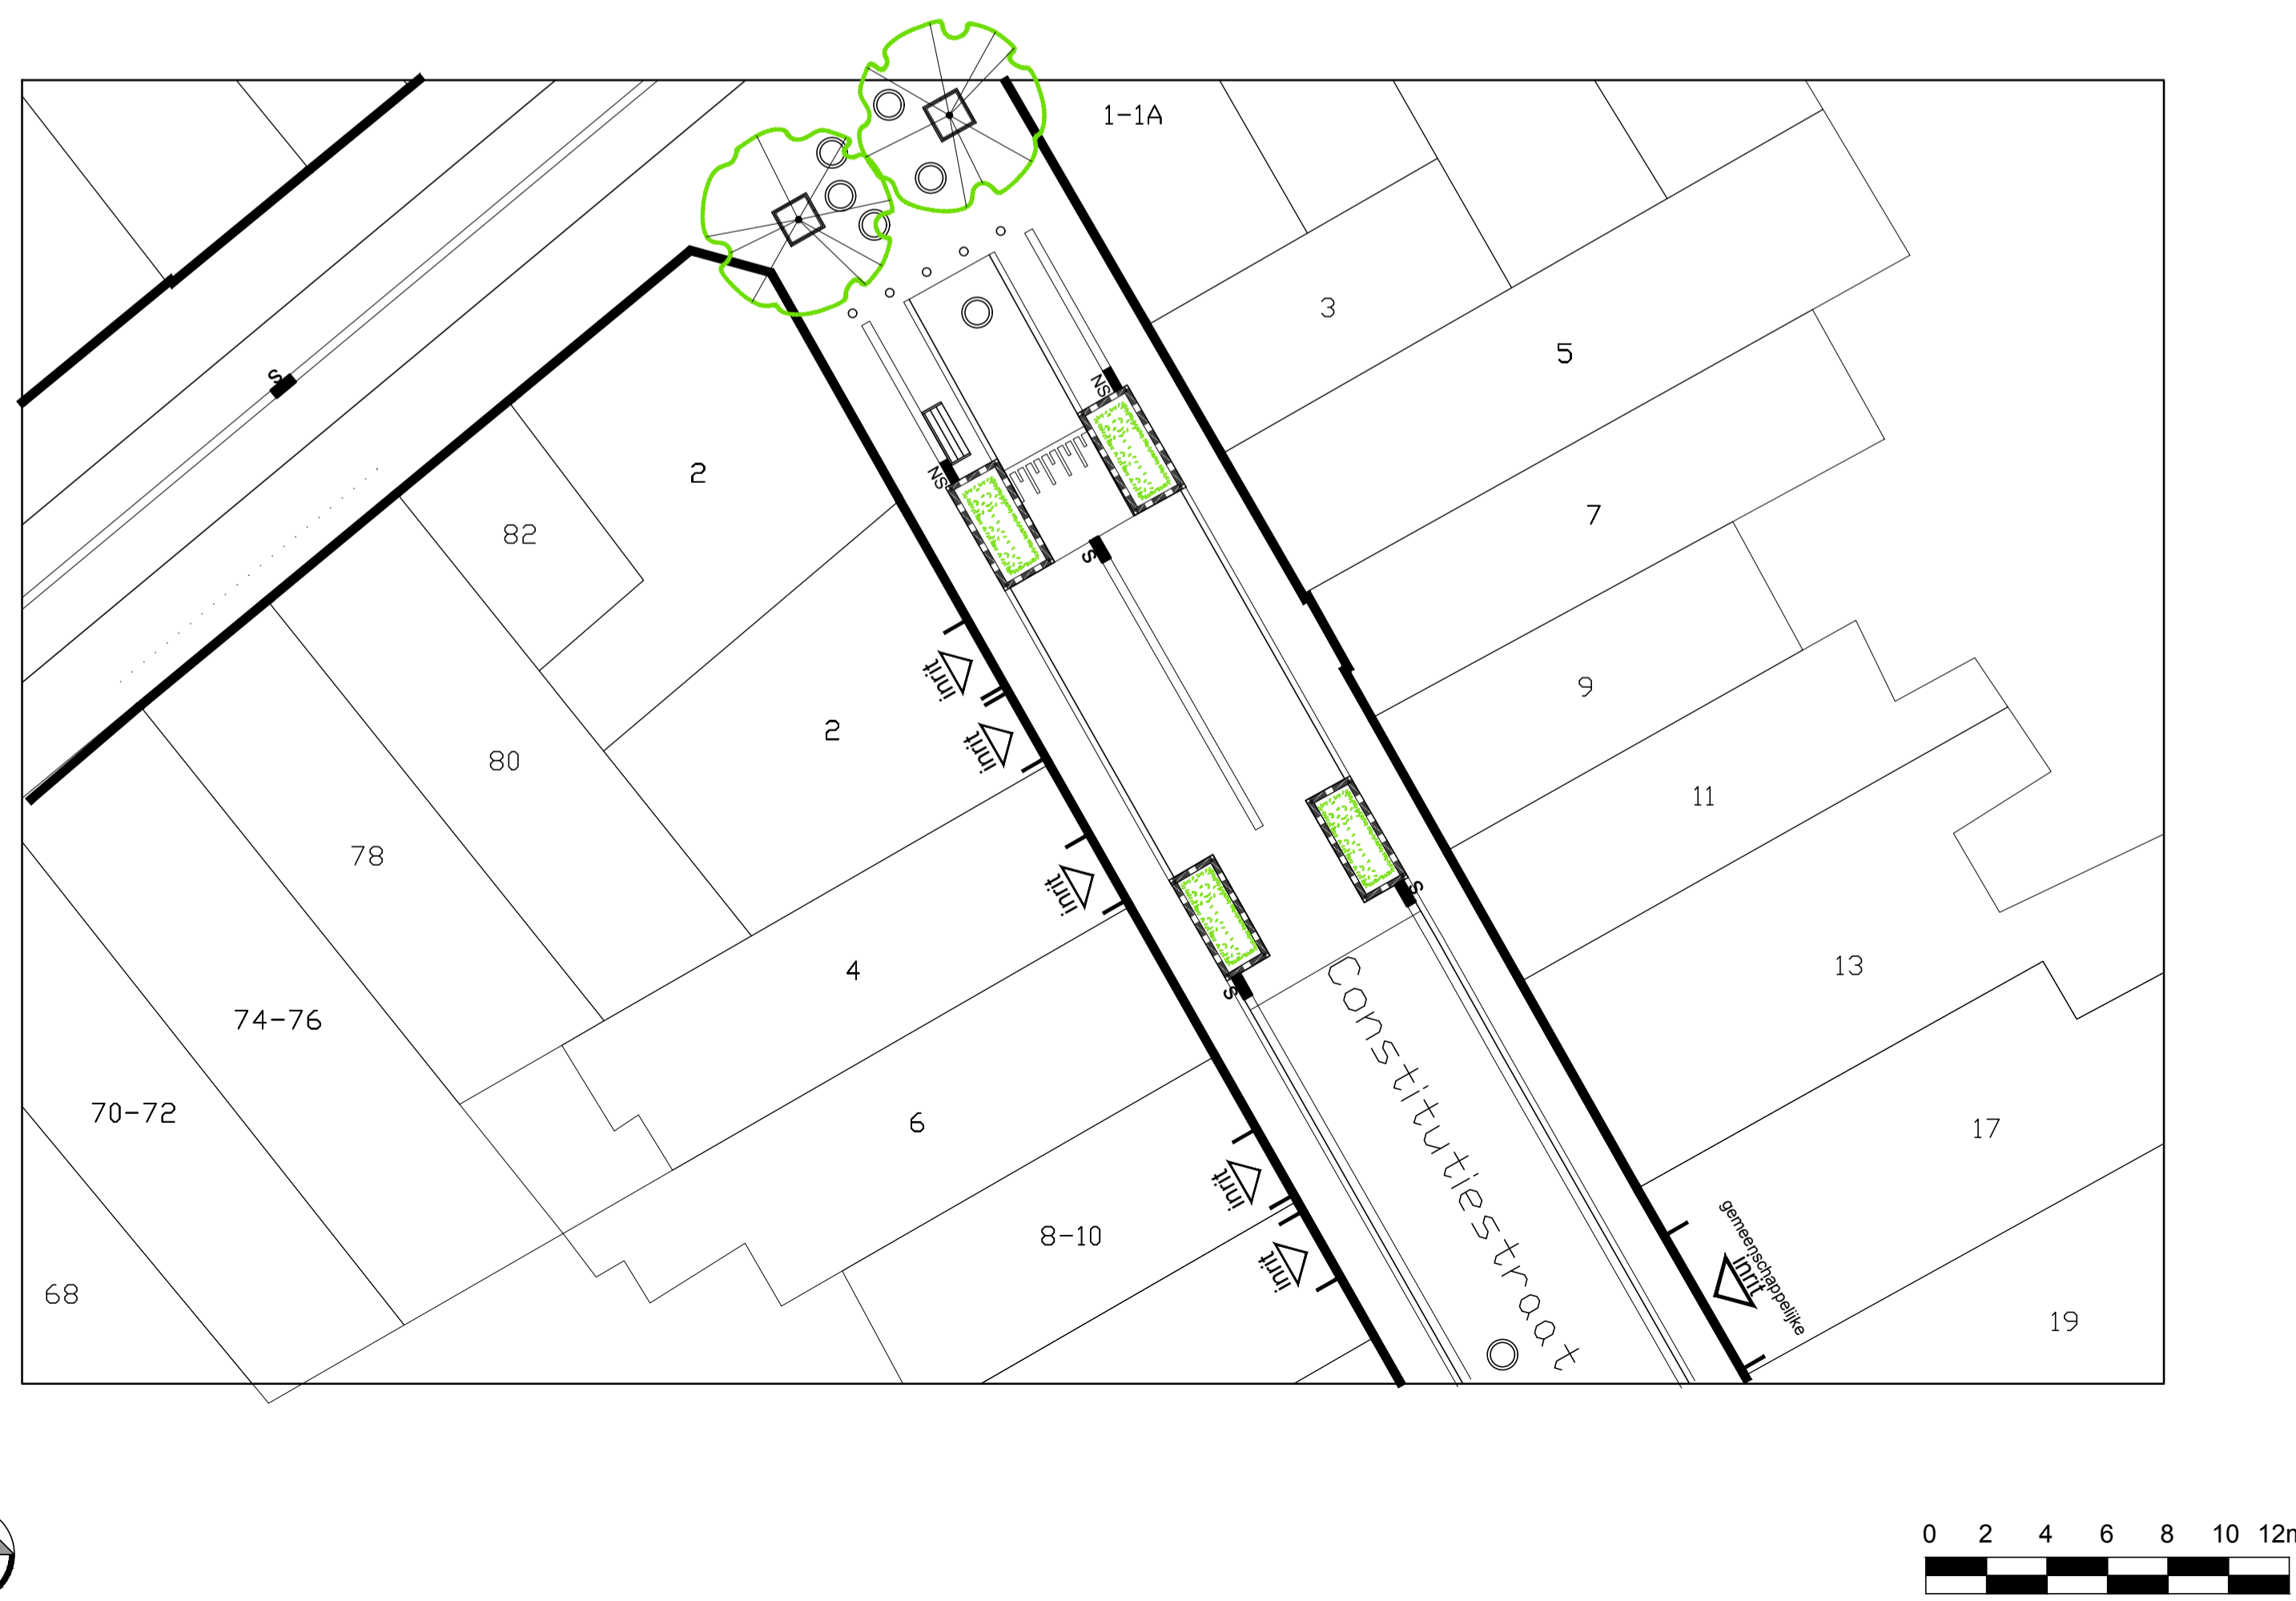 1-1A
3
5
S
NS
2
NS
82
7
S
inrit
9
2
inrit
80
11
78
inrit
S
13
4
S
74-76
Constitutiestraat
70-72
6
17
inrit
8-10
inrit
gemeenschappelijke
inrit
68
19
0 2 4 6 8 10 12m